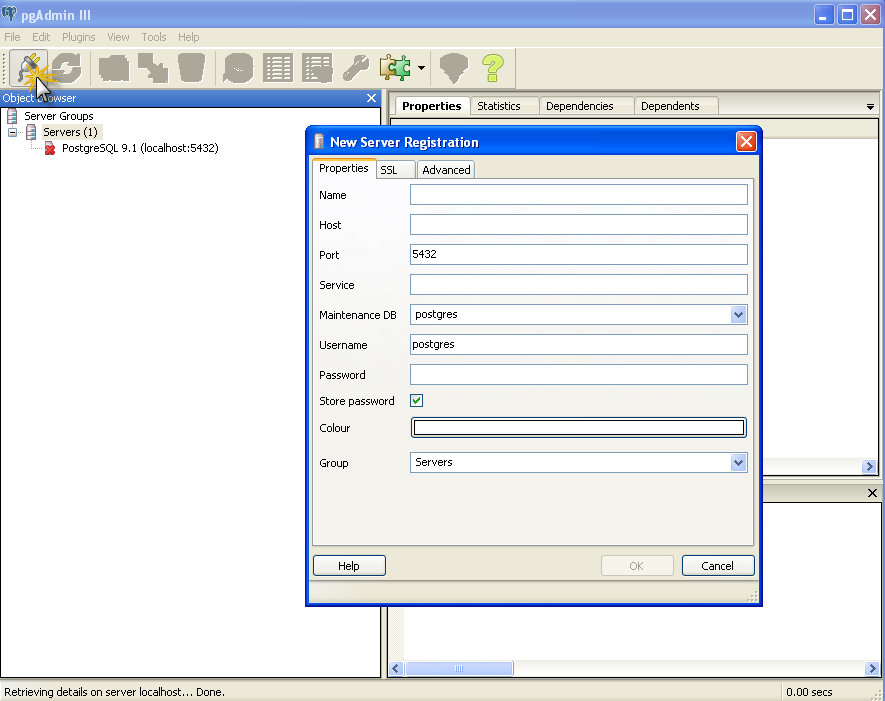 pgAdmin III
File Edit Plugins View Tools Help
Object Browser
Server Groups
Servers (1)
PostgreSQL 9.1 (localhost:5432)
Properties Statistics Dependencies Dependents
New Server Registration
Properties SSL Advanced
Name
Host
Port 5432
Service
Maintenance DB postgres
Username postgres
Password
Store password
Colour
Group Servers
Help OK Cancel
Retrieving details on server localhost... Done. 0.00 secs